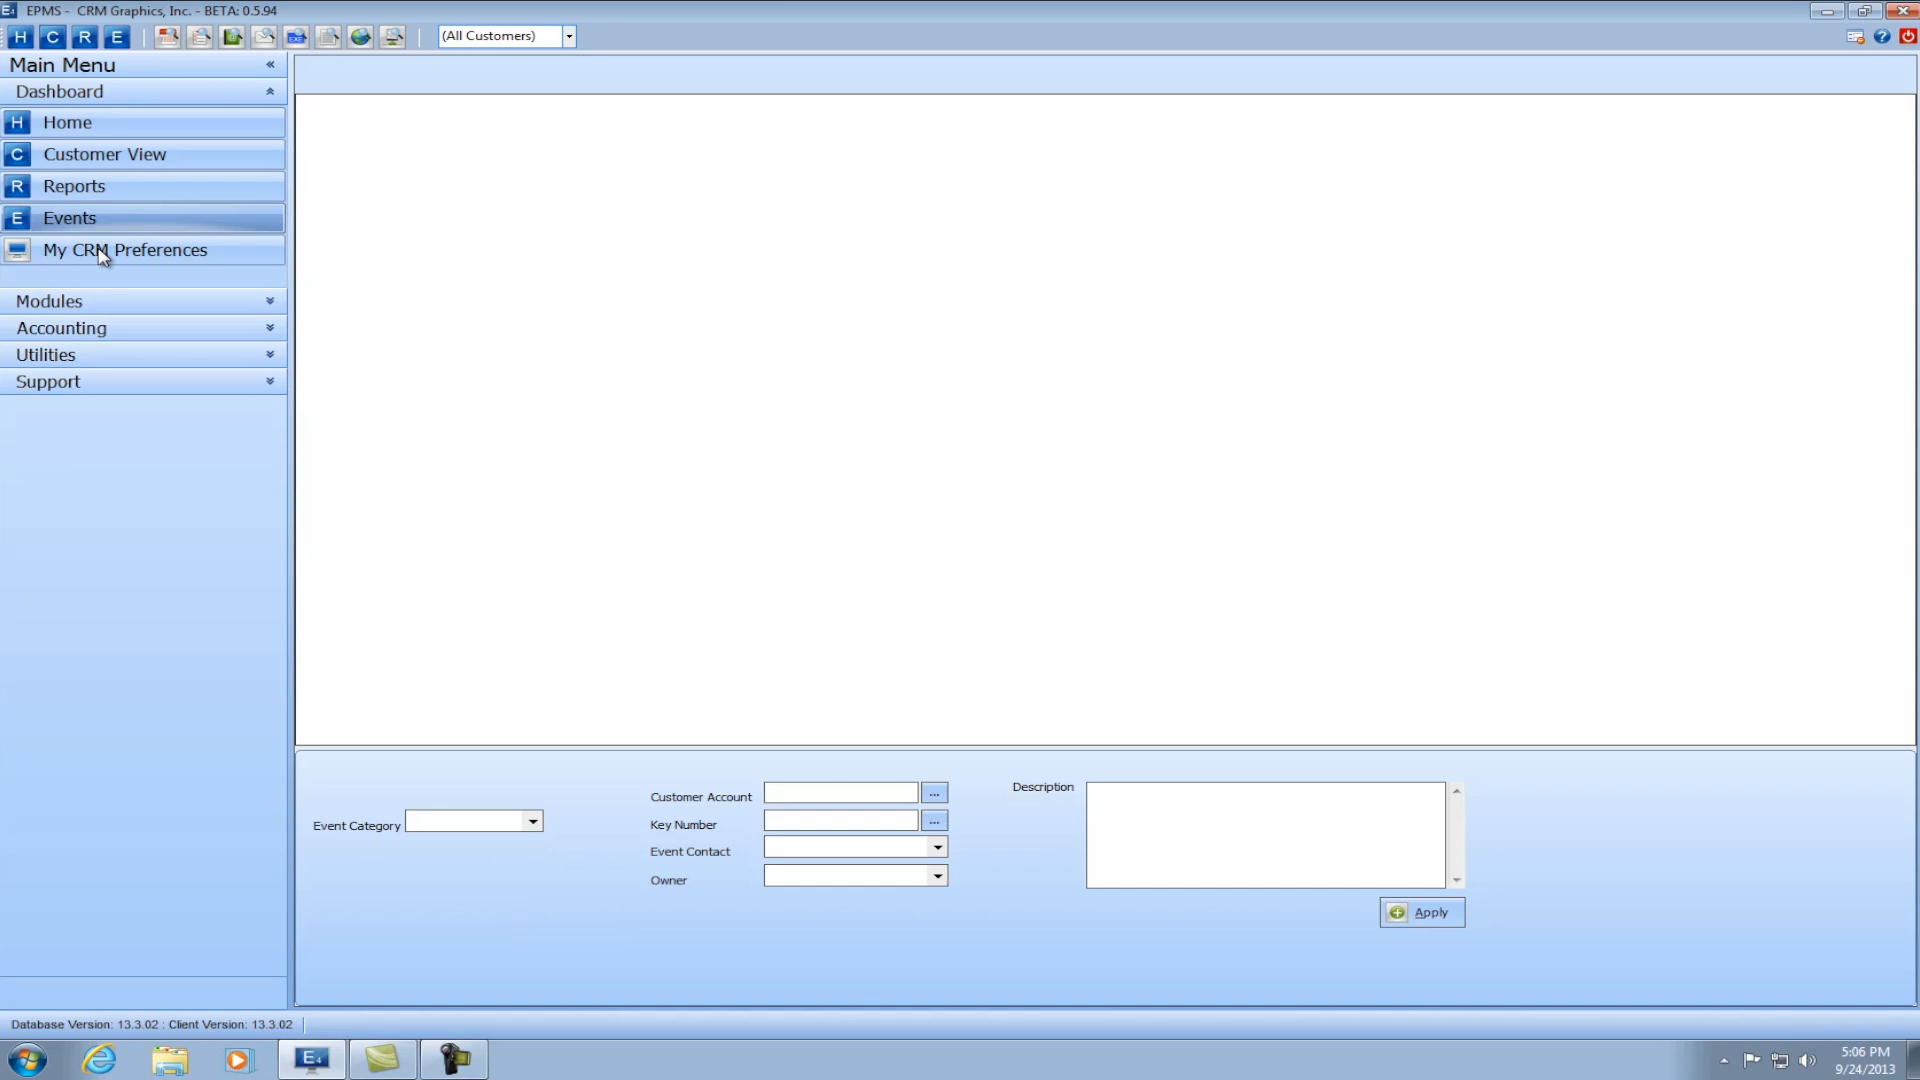 EPMS - CRM Graphics, Inc. - BETA: 0.5.94
H C R E (All Customers)
Main Menu
Dashboard
H Home
C Customer View
R Reports
E Events
My CRM Preferences
Modules
Accounting
Utilities
Support
Event Category
Customer Account ...
Key Number ...
Event Contact
Owner
Description
Apply
Database Version: 13.3.02 : Client Version: 13.3.02
E4
5:06 PM
9/24/2013